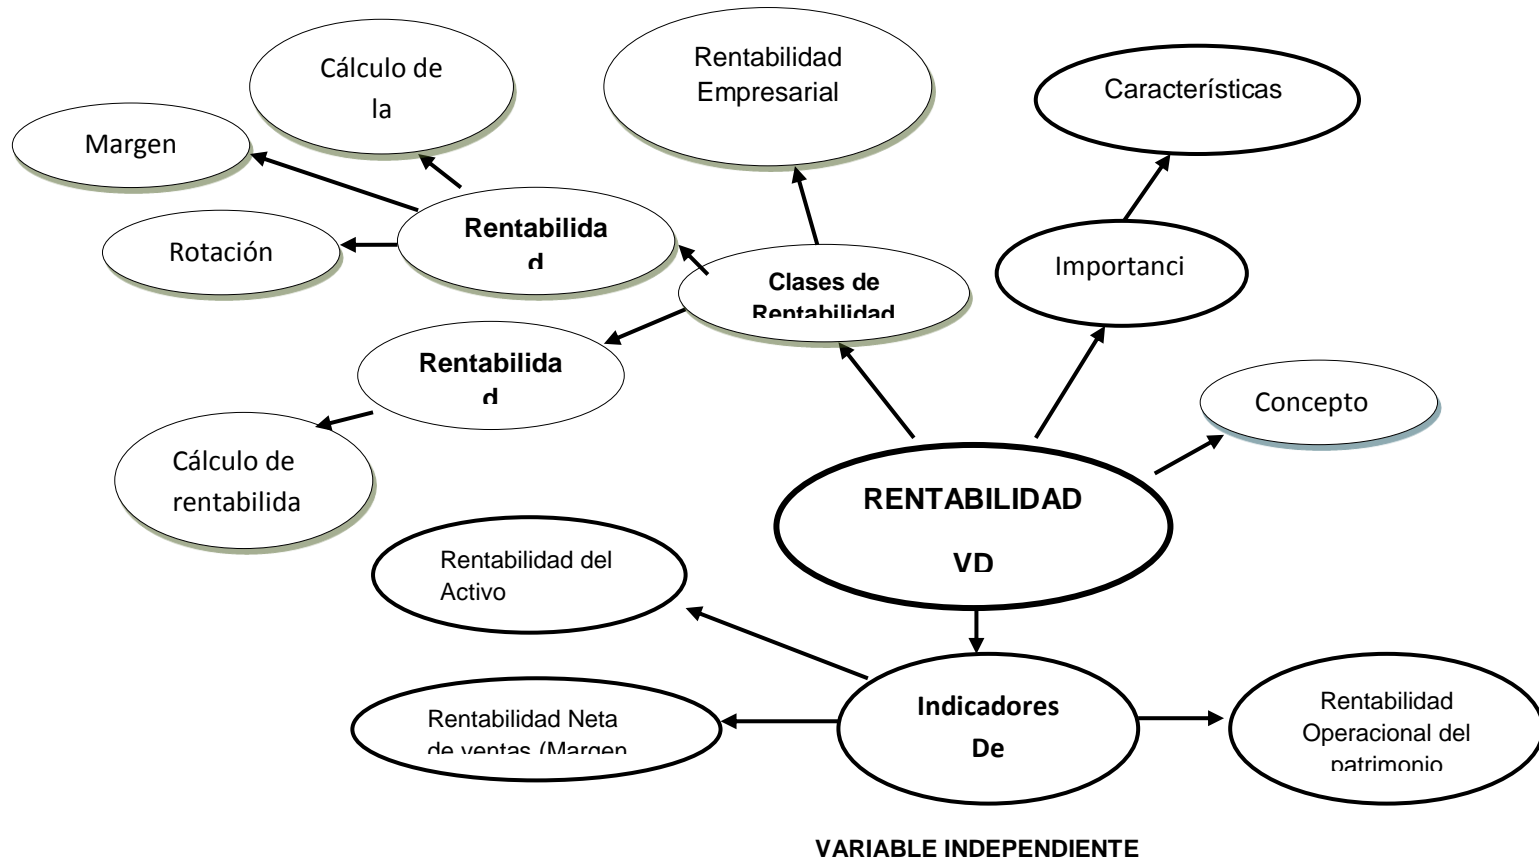 Cálculo de
la
Rentabilidad
Empresarial
Características
Margen
Rotación
Rentabilida
d
Clases de
Rentabilidad
Importanci
Rentabilida
d
Concepto
Cálculo de
rentabilida
RENTABILIDAD
VD
Rentabilidad del
Activo
Rentabilidad Neta
de ventas (Margen
Indicadores
De
Rentabilidad
Operacional del
patrimonio
VARIABLE INDEPENDIENTE